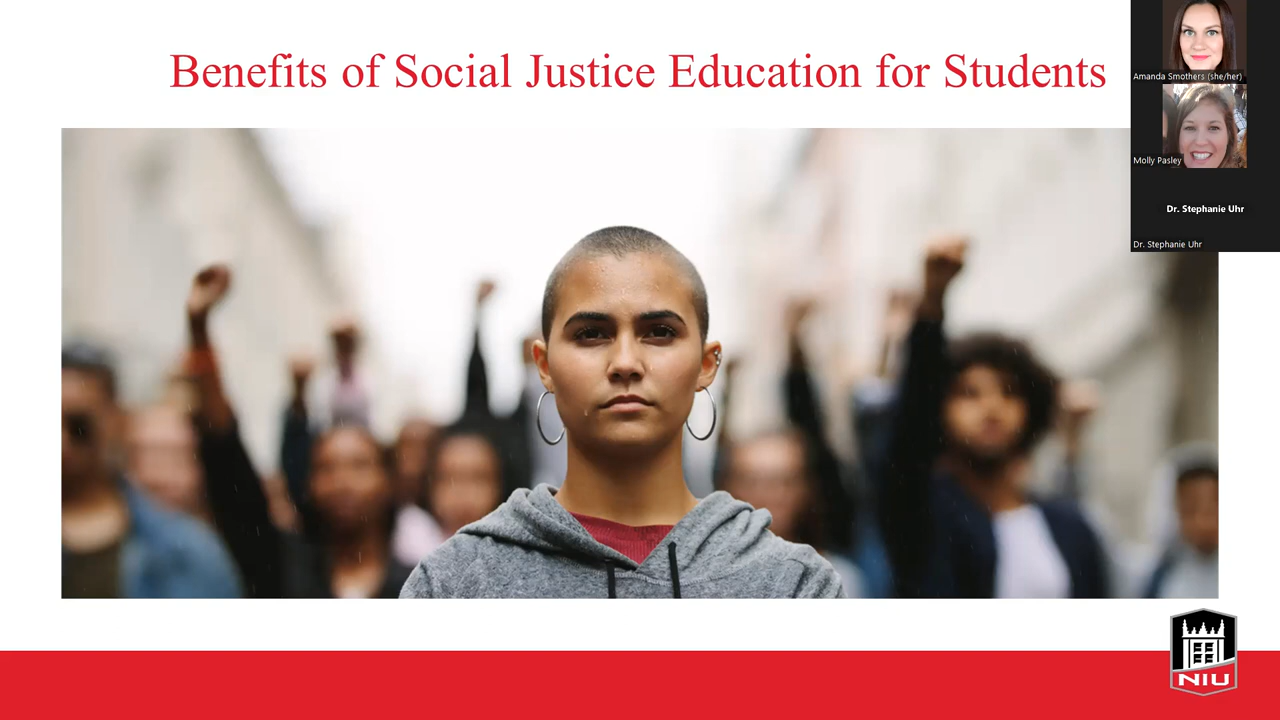 Benefits of Social Justice Education for Students
Amanda Smothers (she/her)
Molly Pasley
Dr. Stephanie Uhr
Dr. Stephanie Uhr
NIU